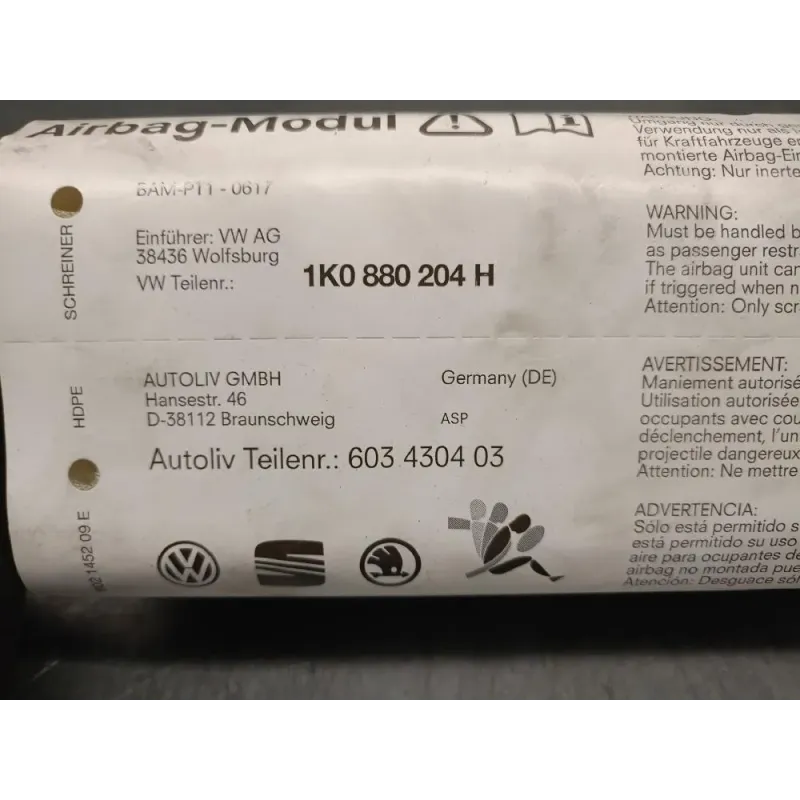 Airbag-Modul
BAM-PT1 - 0617
Einführer: VW AG
38436 Wolfsburg
VW Teilenr.: 1K0 880 204 H
SCHREINER
HDPE
1452 09 E
AUTOLIV GMBH
Hansestr. 46
D-38112 Braunschweig
Germany (DE)
ASP
Autoliv Teilenr.: 603 4304 03
Verwendung nur als
für Kraftfahrzeuge
montierte Airbag-Ein
Achtung: Nur inerte
WARNING:
Must be handled b
as passenger restr
The airbag unit can
if triggered when n
Attention: Only scr
AVERTISSEMENT:
Maniement autorisé
Utilisation autorisée
occupants avec cou
déclenchement, l'un
projectile dangereux
Attention: Ne mettre
ADVERTENCIA:
Sólo está permitido s
está permitido su uso
aire para ocupantes de
airbag no montada pue
Atención: Desguace sól